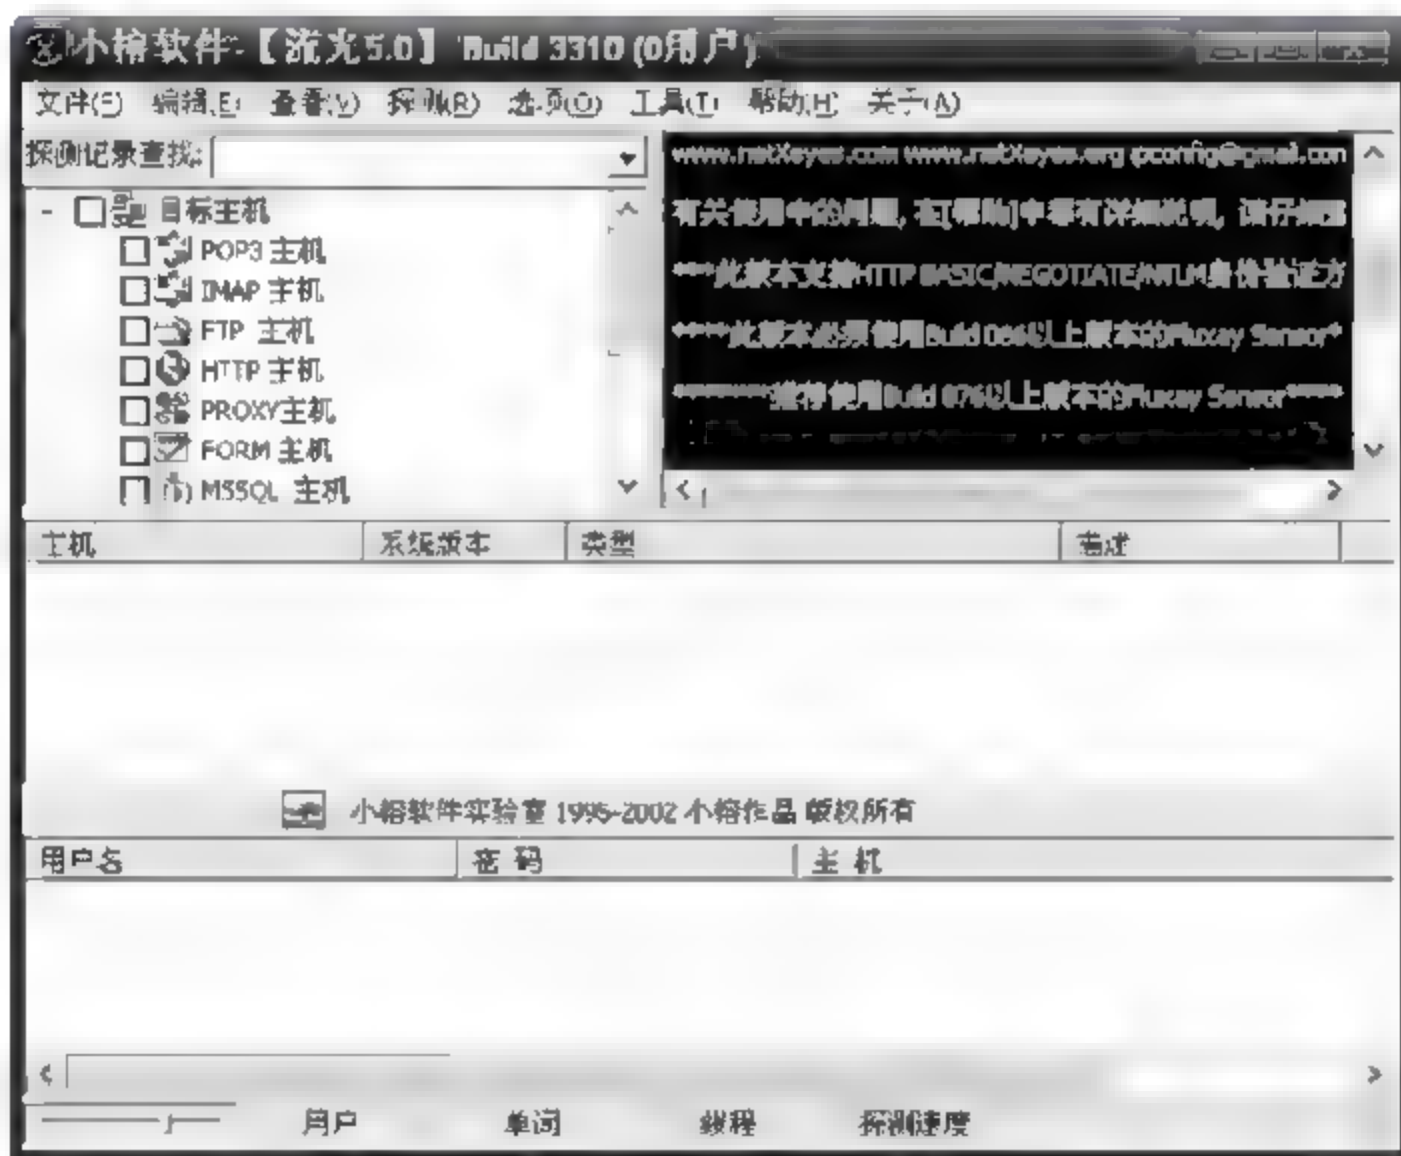 小榕软件-【流光5.0】 Build 3310 (0用户)
文件(F) 编辑(E) 查看(V) 探测(R) 选项(O) 工具(T) 帮助(H) 关于(A)
探测记录查找:
目标主机
POP3 主机
IMAP 主机
FTP 主机
HTTP 主机
PROXY主机
FORM 主机
MSSQL 主机
www.netXeyes.com www.netXeyes.org
有关使用中的问题, 在[帮助]中都有详细说明, 请仔细
***此版本支持HTTP BASIC/NEGOTIATE/NTLM身份验证方
****此版本必须使用Build 066以上版本的Fluxay Sensor*
********推荐使用Build 076以上版本的Fluxay Sensor****
主机 系统版本 类型 描述
小榕软件实验室 1995-2002 小榕作品 版权所有
用户名 密 码 主 机
用户 单词 线程 探测速度